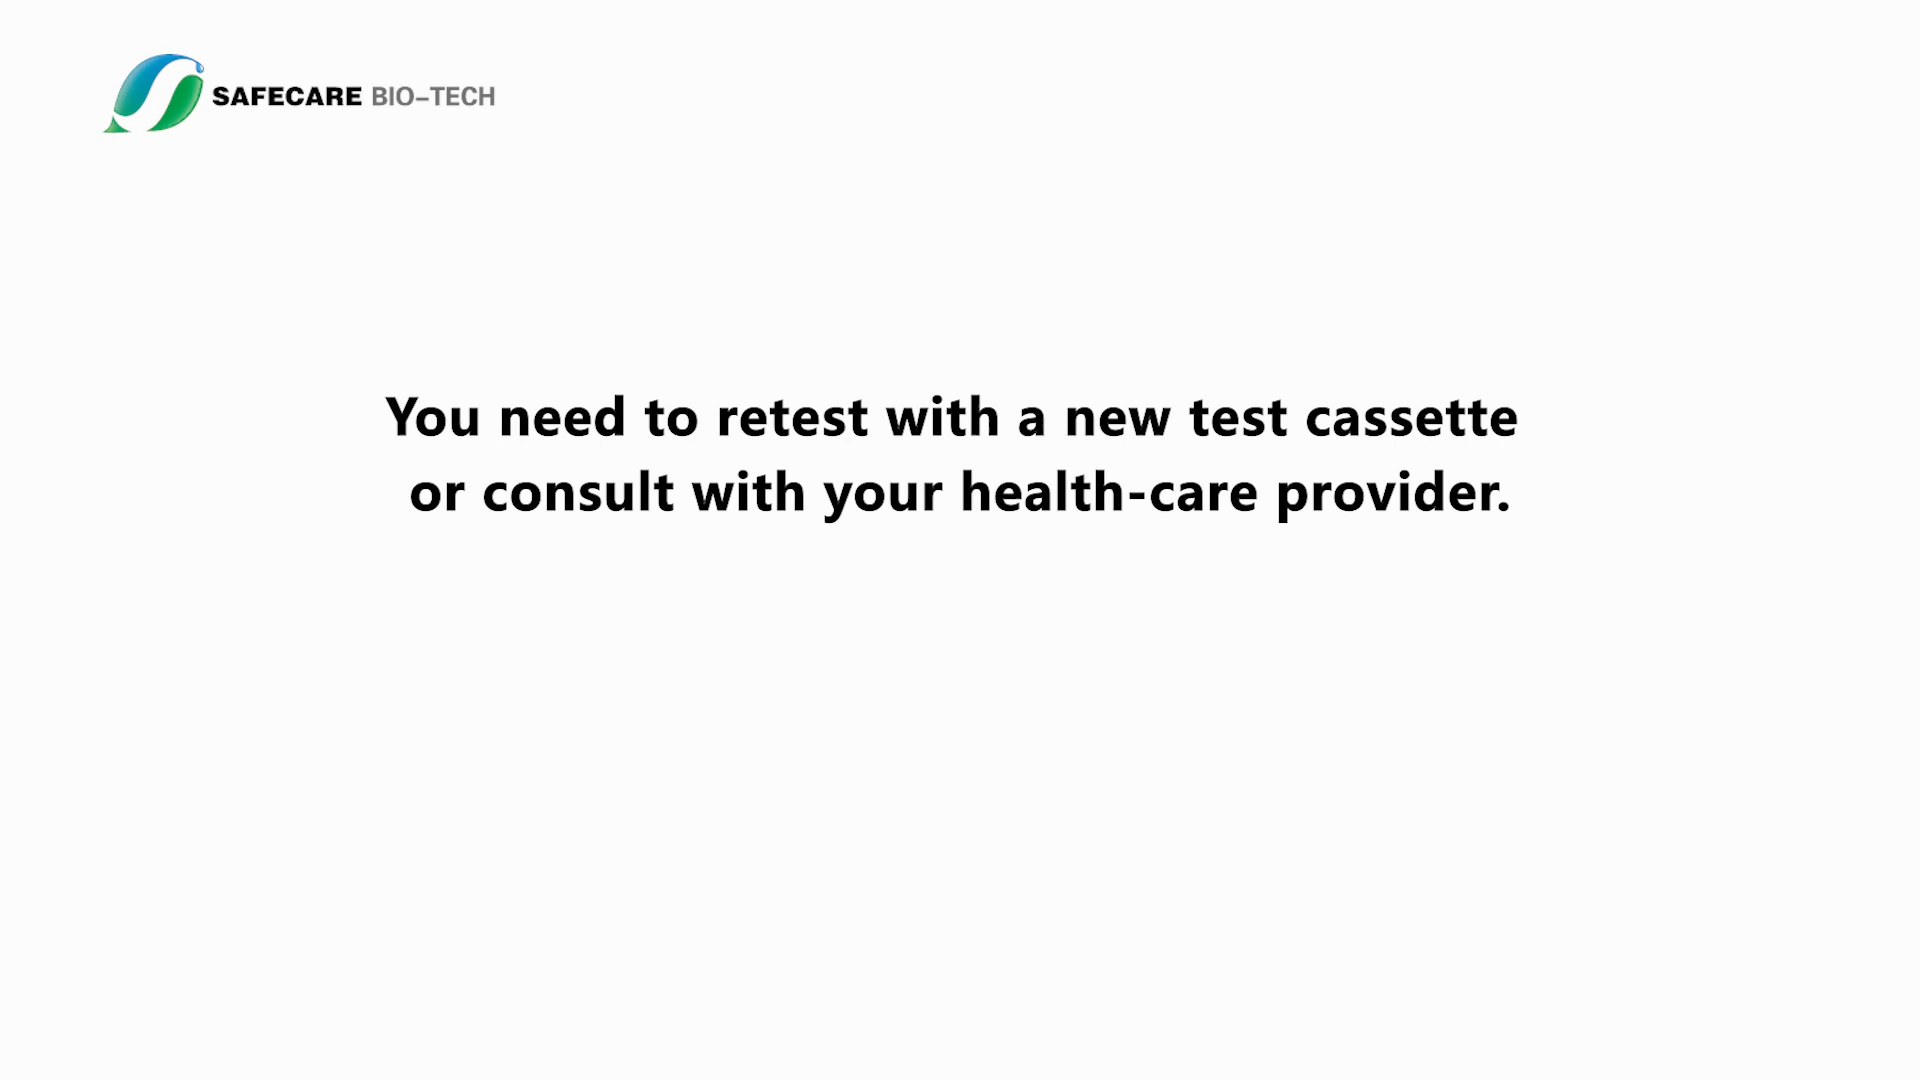 SAFECARE BIO-TECH
You need to retest with a new test cassette
or consult with your health-care provider.